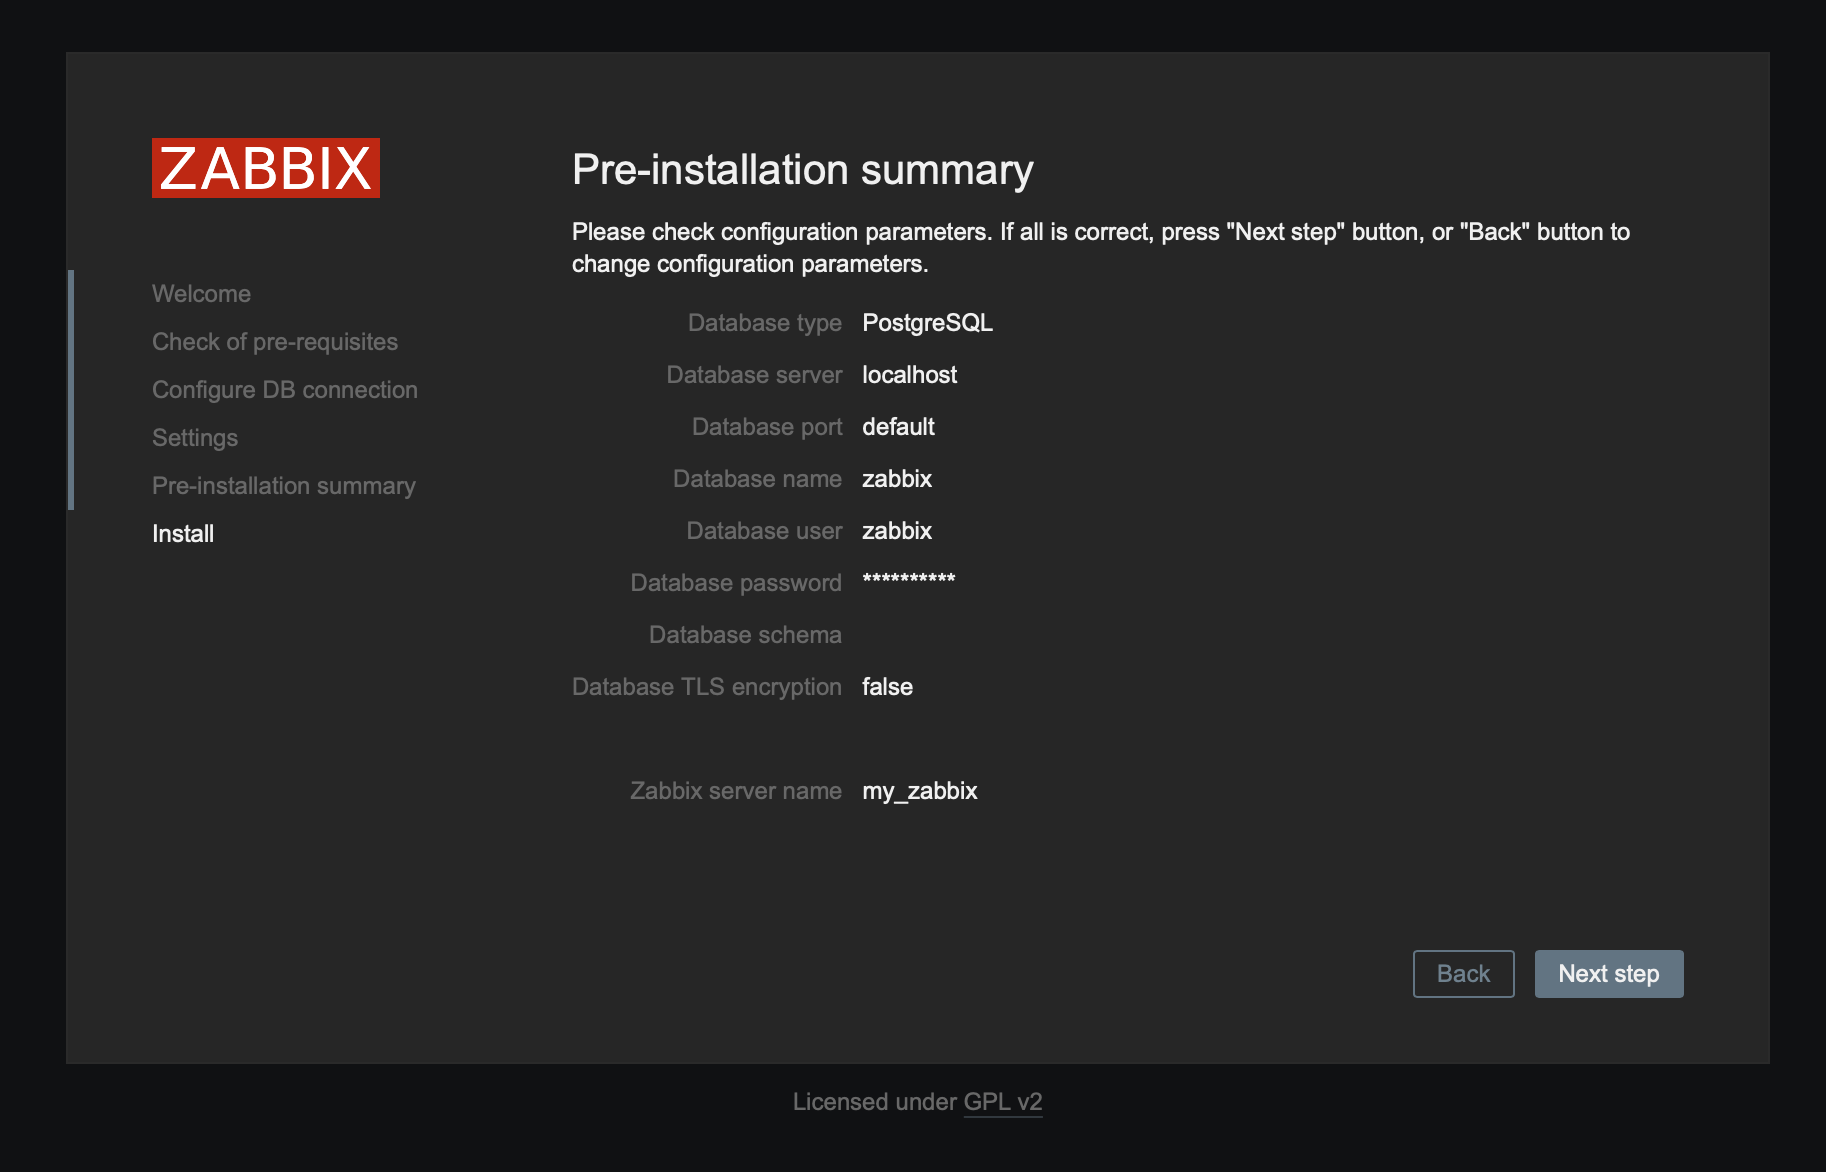 ZABBIX
Welcome
Check of pre-requisites
Configure DB connection
Settings
Pre-installation summary
Install
Pre-installation summary
Please check configuration parameters. If all is correct, press "Next step" button, or "Back" button to
change configuration parameters.
Database type PostgreSQL
Database server localhost
Database port default
Database name zabbix
Database user zabbix
Database password **********
Database schema
Database TLS encryption false
Zabbix server name my_zabbix
Back Next step
Licensed under GPL v2